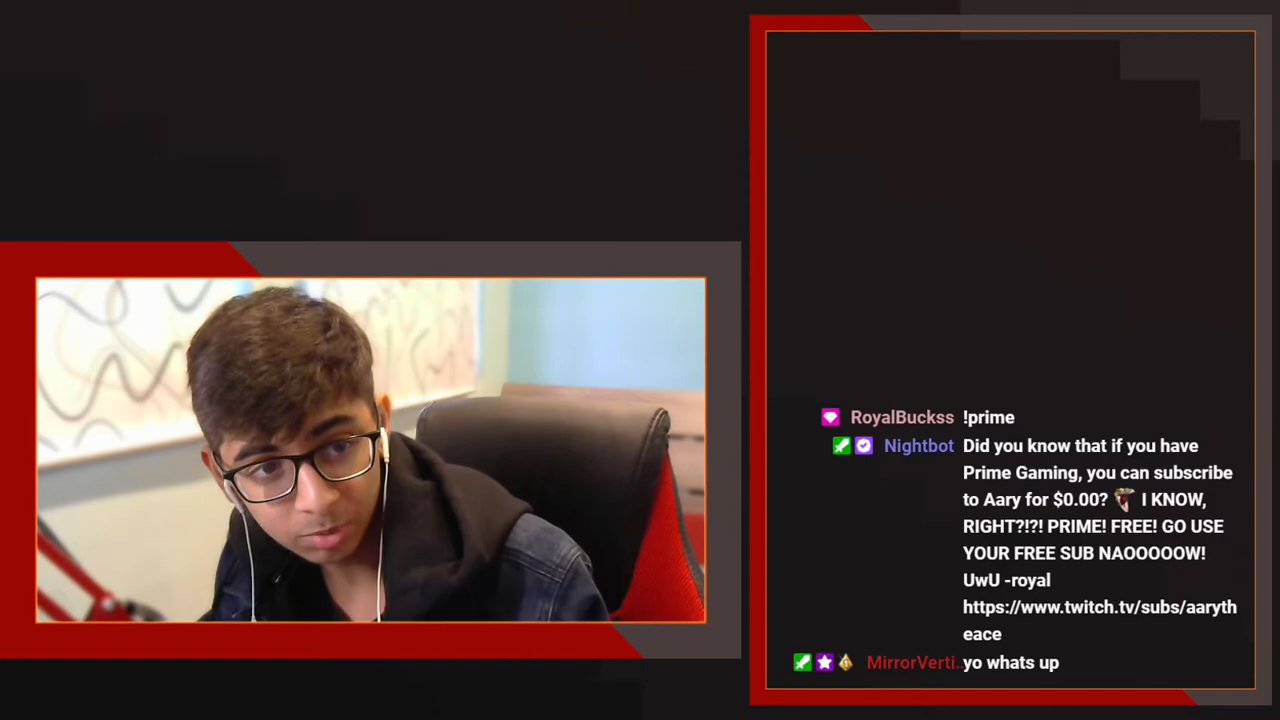 RoyalBuckss !prime
Nightbot Did you know that if you have
Prime Gaming, you can subscribe
to Aary for $0.00? I KNOW,
RIGHT?!?! PRIME! FREE! GO USE
YOUR FREE SUB NAOOOOOW!
UwU -royal
https://www.twitch.tv/subs/aaryth
eace
MirrorVerti.. yo whats up